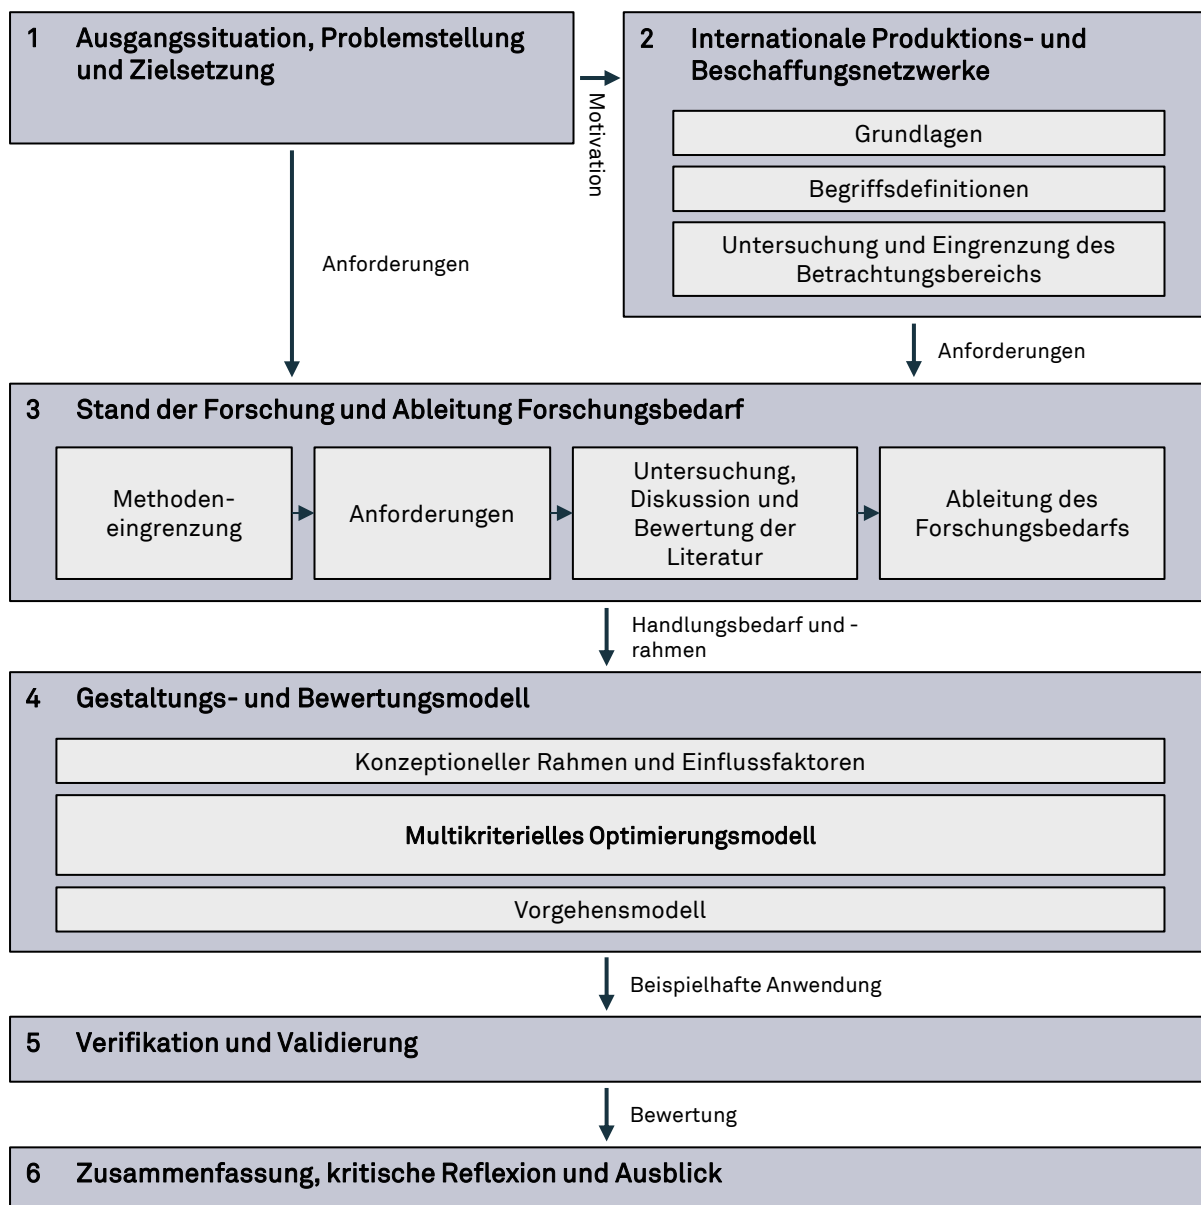 1 Ausgangssituation, Problemstellung
und Zielsetzung
Motivation
2 Internationale Produktions- und
Beschaffungsnetzwerke
Grundlagen
Begriffsdefinitionen
Untersuchung und Eingrenzung des
Betrachtungsbereichs
Anforderungen
Anforderungen
3 Stand der Forschung und Ableitung Forschungsbedarf
Methoden-
eingrenzung
Anforderungen
Untersuchung,
Diskussion und
Bewertung der
Literatur
Ableitung des
Forschungsbedarfs
Handlungsbedarf und -
rahmen
4 Gestaltungs- und Bewertungsmodell
Konzeptioneller Rahmen und Einflussfaktoren
Multikriterielles Optimierungsmodell
Vorgehensmodell
Beispielhafte Anwendung
5 Verifikation und Validierung
Bewertung
6 Zusammenfassung, kritische Reflexion und Ausblick